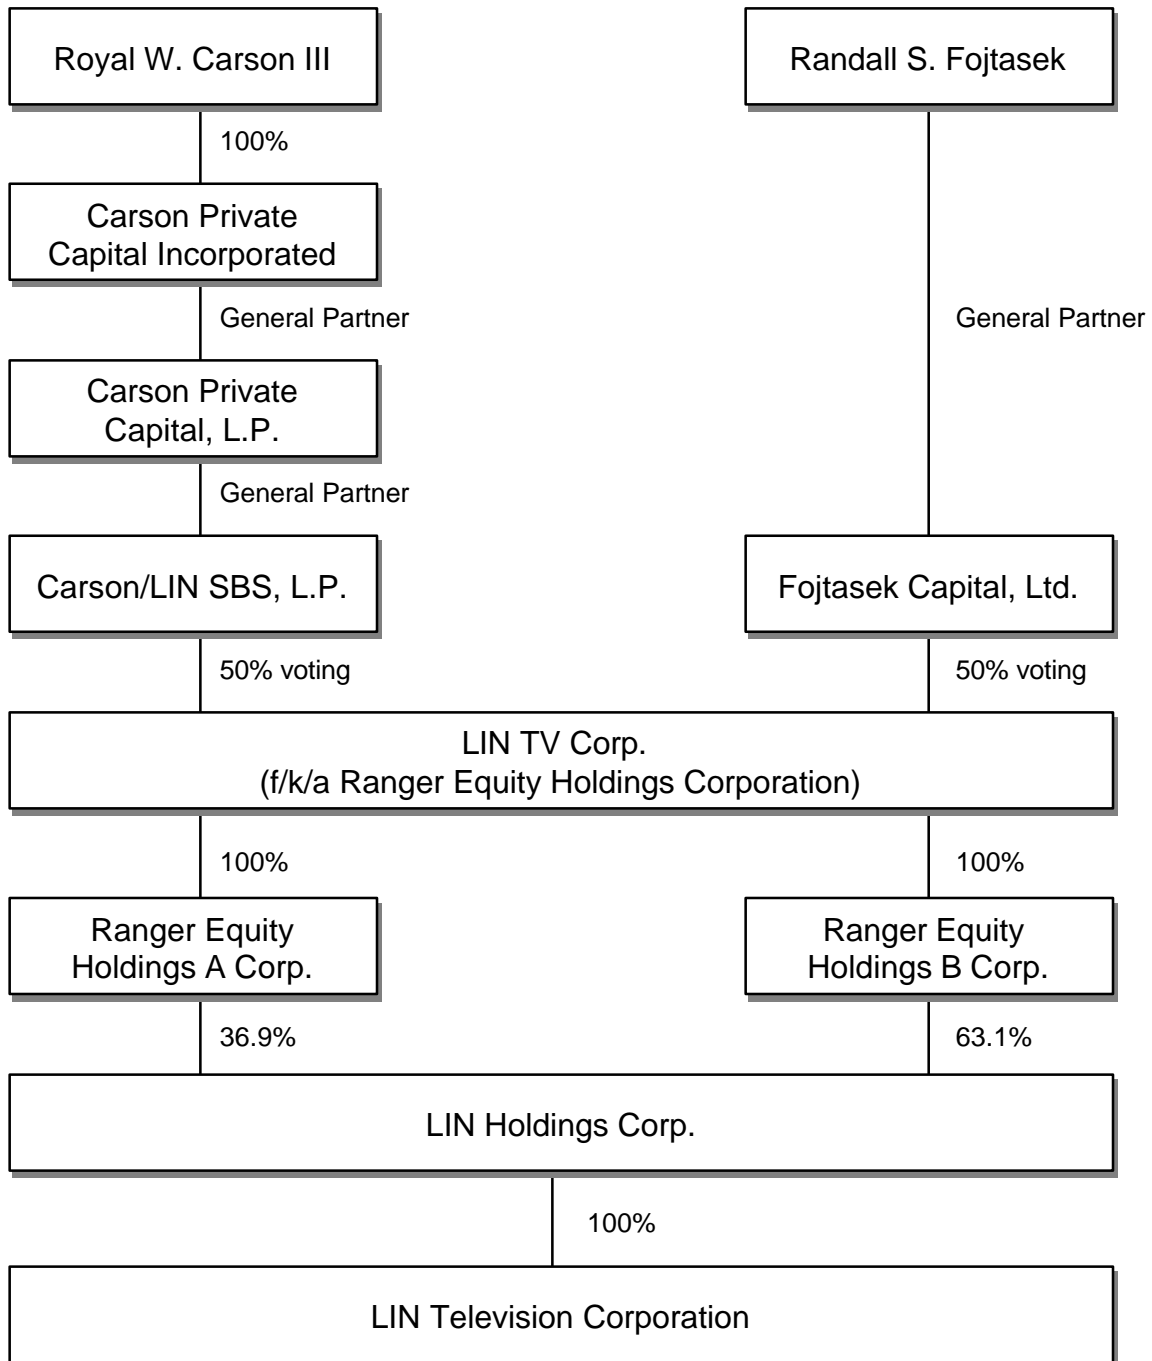 Royal W. Carson III
Randall S. Fojtasek
100%
Carson Private
Capital Incorporated
General Partner
General Partner
Carson Private
Capital, L.P.
General Partner
Carson/LIN SBS, L.P.
Fojtasek Capital, Ltd.
50% voting
50% voting
LIN TV Corp.
(f/k/a Ranger Equity Holdings Corporation)
100%
100%
Ranger Equity
Holdings A Corp.
Ranger Equity
Holdings B Corp.
36.9%
63.1%
LIN Holdings Corp.
100%
LIN Television Corporation